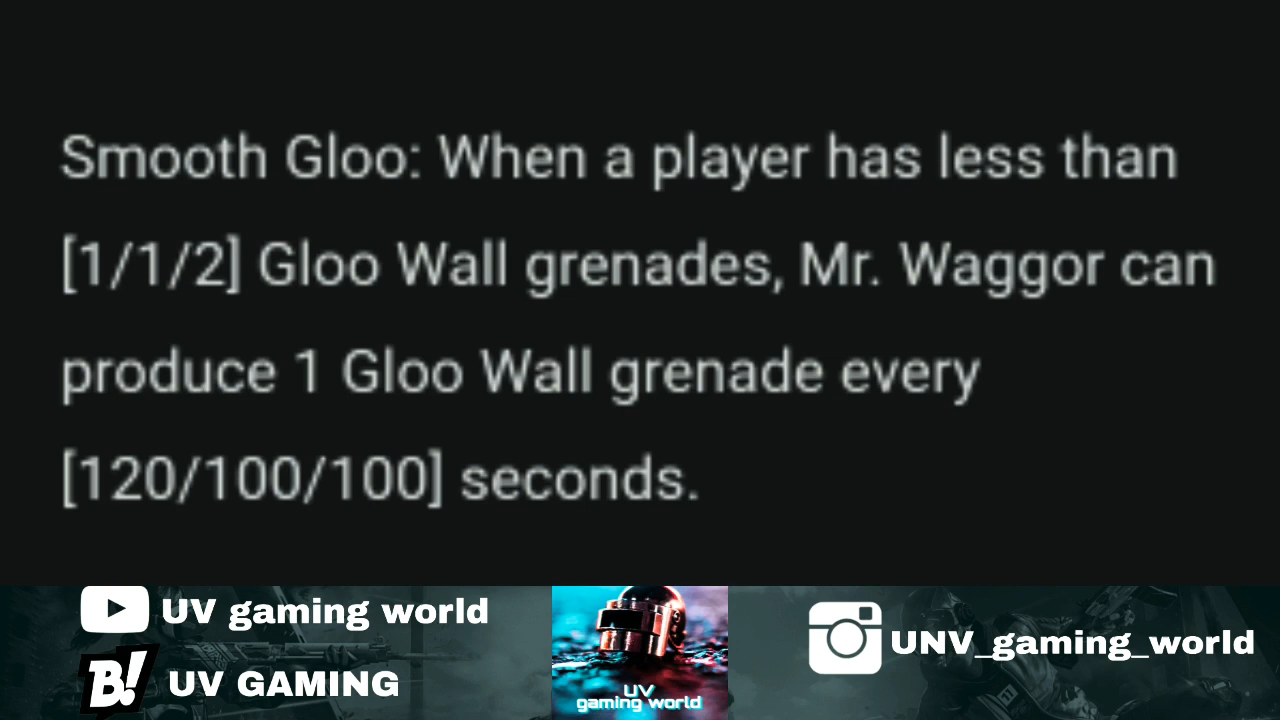 Smooth Gloo: When a player has less than
[1/1/2] Gloo Wall grenades, Mr. Waggor can
produce 1 Gloo Wall grenade every
[120/100/100] seconds.
UV gaming world
B! UV GAMING
UV
gaming world
UNV_gaming_world